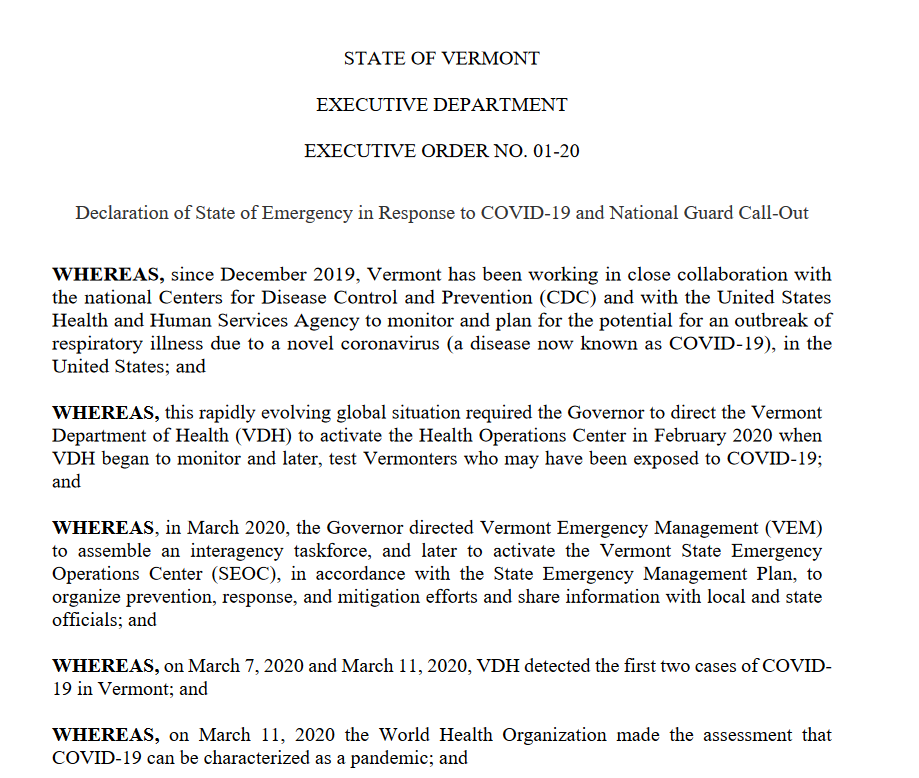 STATE OF VERMONT
EXECUTIVE DEPARTMENT
EXECUTIVE ORDER NO. 01-20
Declaration of State of Emergency in Response to COVID-19 and National Guard Call-Out
WHEREAS, since December 2019, Vermont has been working in close collaboration with
the national Centers for Disease Control and Prevention (CDC) and with the United States
Health and Human Services Agency to monitor and plan for the potential for an outbreak of
respiratory illness due to a novel coronavirus (a disease now known as COVID-19), in the
United States; and
WHEREAS, this rapidly evolving global situation required the Governor to direct the Vermont
Department of Health (VDH) to activate the Health Operations Center in February 2020 when
VDH began to monitor and later, test Vermonters who may have been exposed to COVID-19;
and
WHEREAS, in March 2020, the Governor directed Vermont Emergency Management (VEM)
to assemble an interagency taskforce, and later to activate the Vermont State Emergency
Operations Center (SEOC), in accordance with the State Emergency Management Plan, to
organize prevention, response, and mitigation efforts and share information with local and state
officials; and
WHEREAS, on March 7, 2020 and March 11, 2020, VDH detected the first two cases of COVID-
19 in Vermont; and
WHEREAS, on March 11, 2020 the World Health Organization made the assessment that
COVID-19 can be characterized as a pandemic; and